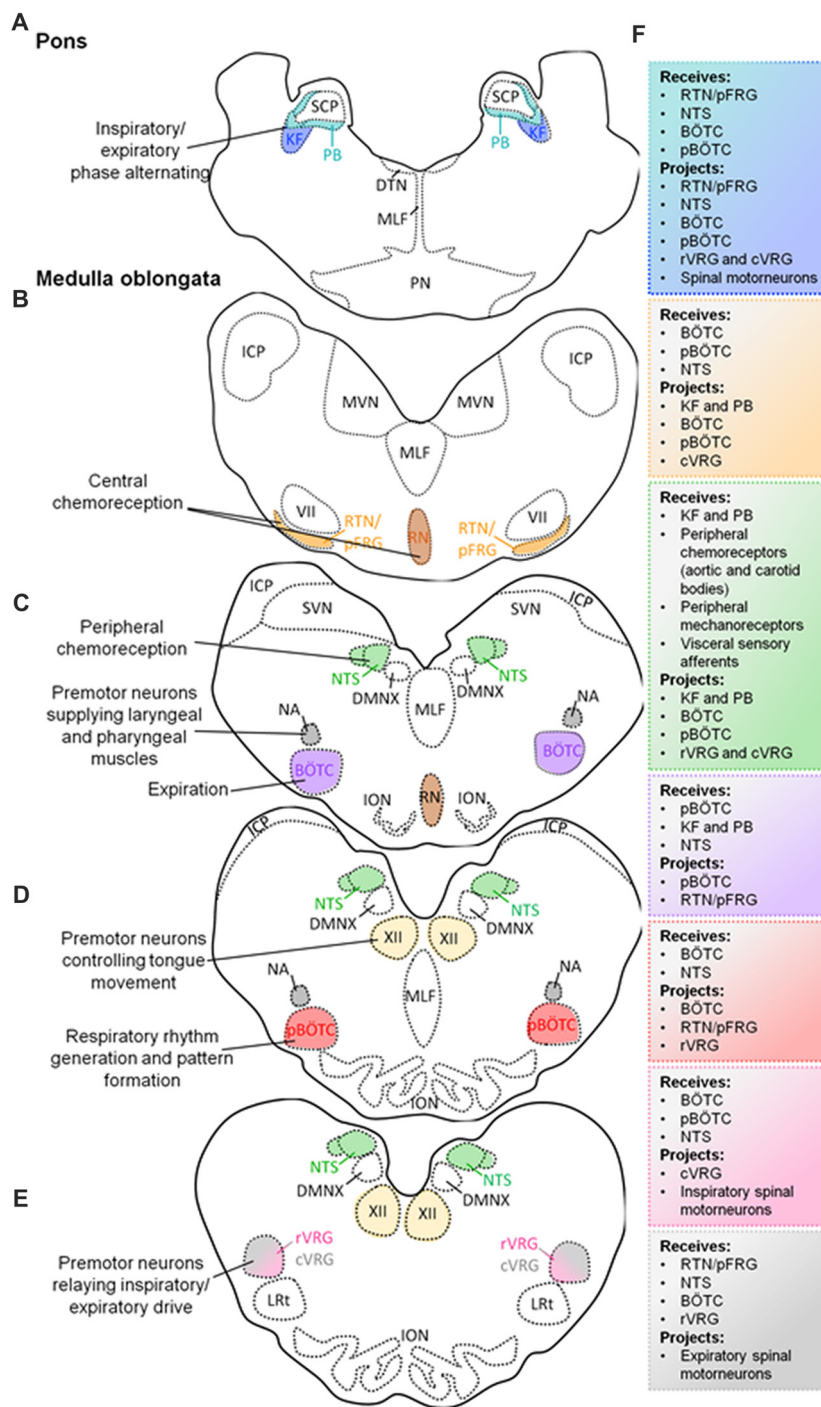 A
Pons
SCP
SCP
Inspiratory/
expiratory
phase alternating
KF
PB
PB
KF
DTN
MLF
PN
Medulla oblongata
B
ICP
ICP
MVN
MVN
MLF
Central
chemoreception
VII
VII
RTN/
pFRG
RN
RTN/
pFRG
C
ICP
SVN
SVN
ICP
Peripheral
chemoreception
NTS
NTS
DMNX
DMNX
MLF
Premotor neurons
supplying laryngeal
and pharyngeal
muscles
NA
NA
BÖTC
BÖTC
Expiration
ION
RN
ION
D
ICP
ICP
NTS
NTS
DMNX
DMNX
XII
XII
Premotor neurons
controlling tongue
movement
NA
NA
MLF
pBÖTC
pBÖTC
Respiratory rhythm
generation and pattern
formation
ION
E
NTS
NTS
DMNX
DMNX
XII
XII
rVRG
cVRG
rVRG
cVRG
Premotor neurons
relaying inspiratory/
expiratory drive
LRt
LRt
ION
F
Receives:
• RTN/pFRG
• NTS
• BÖTC
• pBÖTC
Projects:
• RTN/pFRG
• NTS
• BÖTC
• pBÖTC
• rVRG and cVRG
• Spinal motorneurons
Receives:
• BÖTC
• pBÖTC
• NTS
Projects:
• KF and PB
• BÖTC
• pBÖTC
• cVRG
Receives:
• KF and PB
• Peripheral
chemoreceptors
(aortic and carotid
bodies)
• Peripheral
mechanoreceptors
• Visceral sensory
afferents
Projects:
• KF and PB
• BÖTC
• pBÖTC
• rVRG and cVRG
Receives:
• pBÖTC
• KF and PB
• NTS
Projects:
• pBÖTC
• RTN/pFRG
Receives:
• BÖTC
• NTS
Projects:
• BÖTC
• RTN/pFRG
• rVRG
Receives:
• BÖTC
• pBÖTC
• NTS
Projects:
• cVRG
• Inspiratory spinal
motorneurons
Receives:
• RTN/pFRG
• NTS
• BÖTC
• rVRG
Projects:
• Expiratory spinal
motorneurons